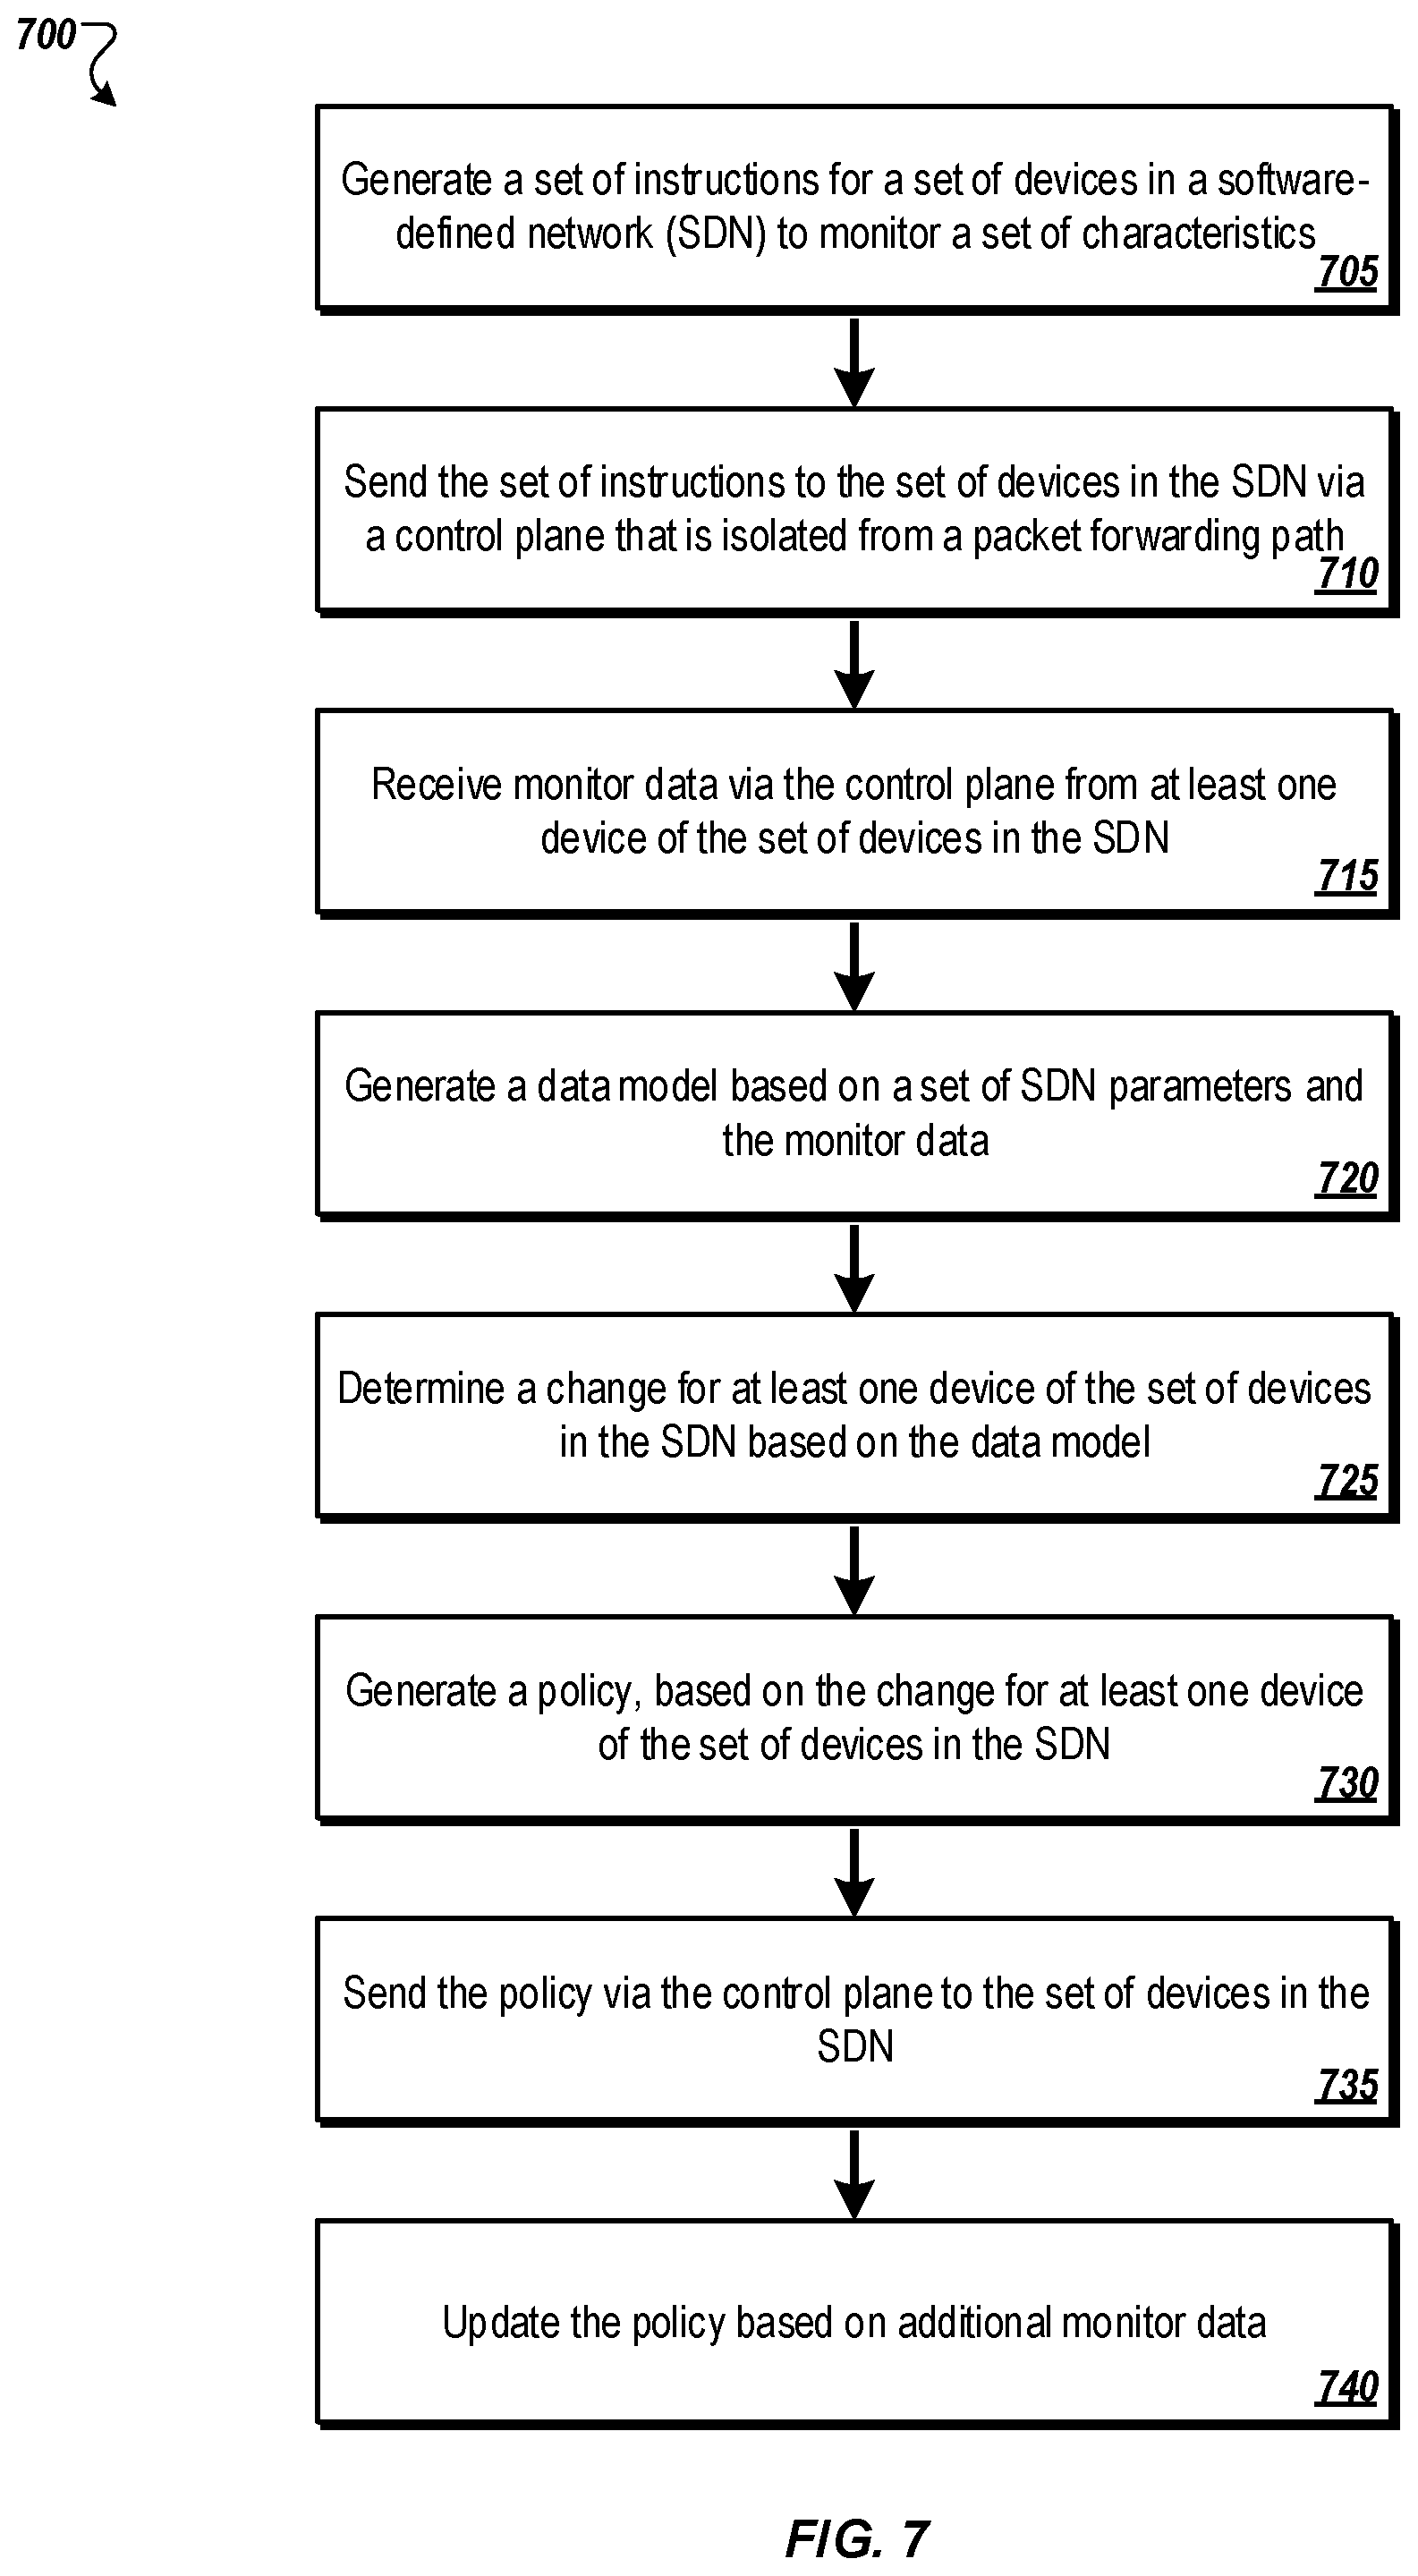 700
Generate a set of instructions for a set of devices in a software-
defined network (SDN) to monitor a set of characteristics
705
Send the set of instructions to the set of devices in the SDN via
a control plane that is isolated from a packet forwarding path
710
Receive monitor data via the control plane from at least one
device of the set of devices in the SDN
715
Generate a data model based on a set of SDN parameters and
the monitor data
720
Determine a change for at least one device of the set of devices
in the SDN based on the data model
725
Generate a policy, based on the change for at least one device
of the set of devices in the SDN
730
Send the policy via the control plane to the set of devices in the
SDN
735
Update the policy based on additional monitor data
740
FIG. 7